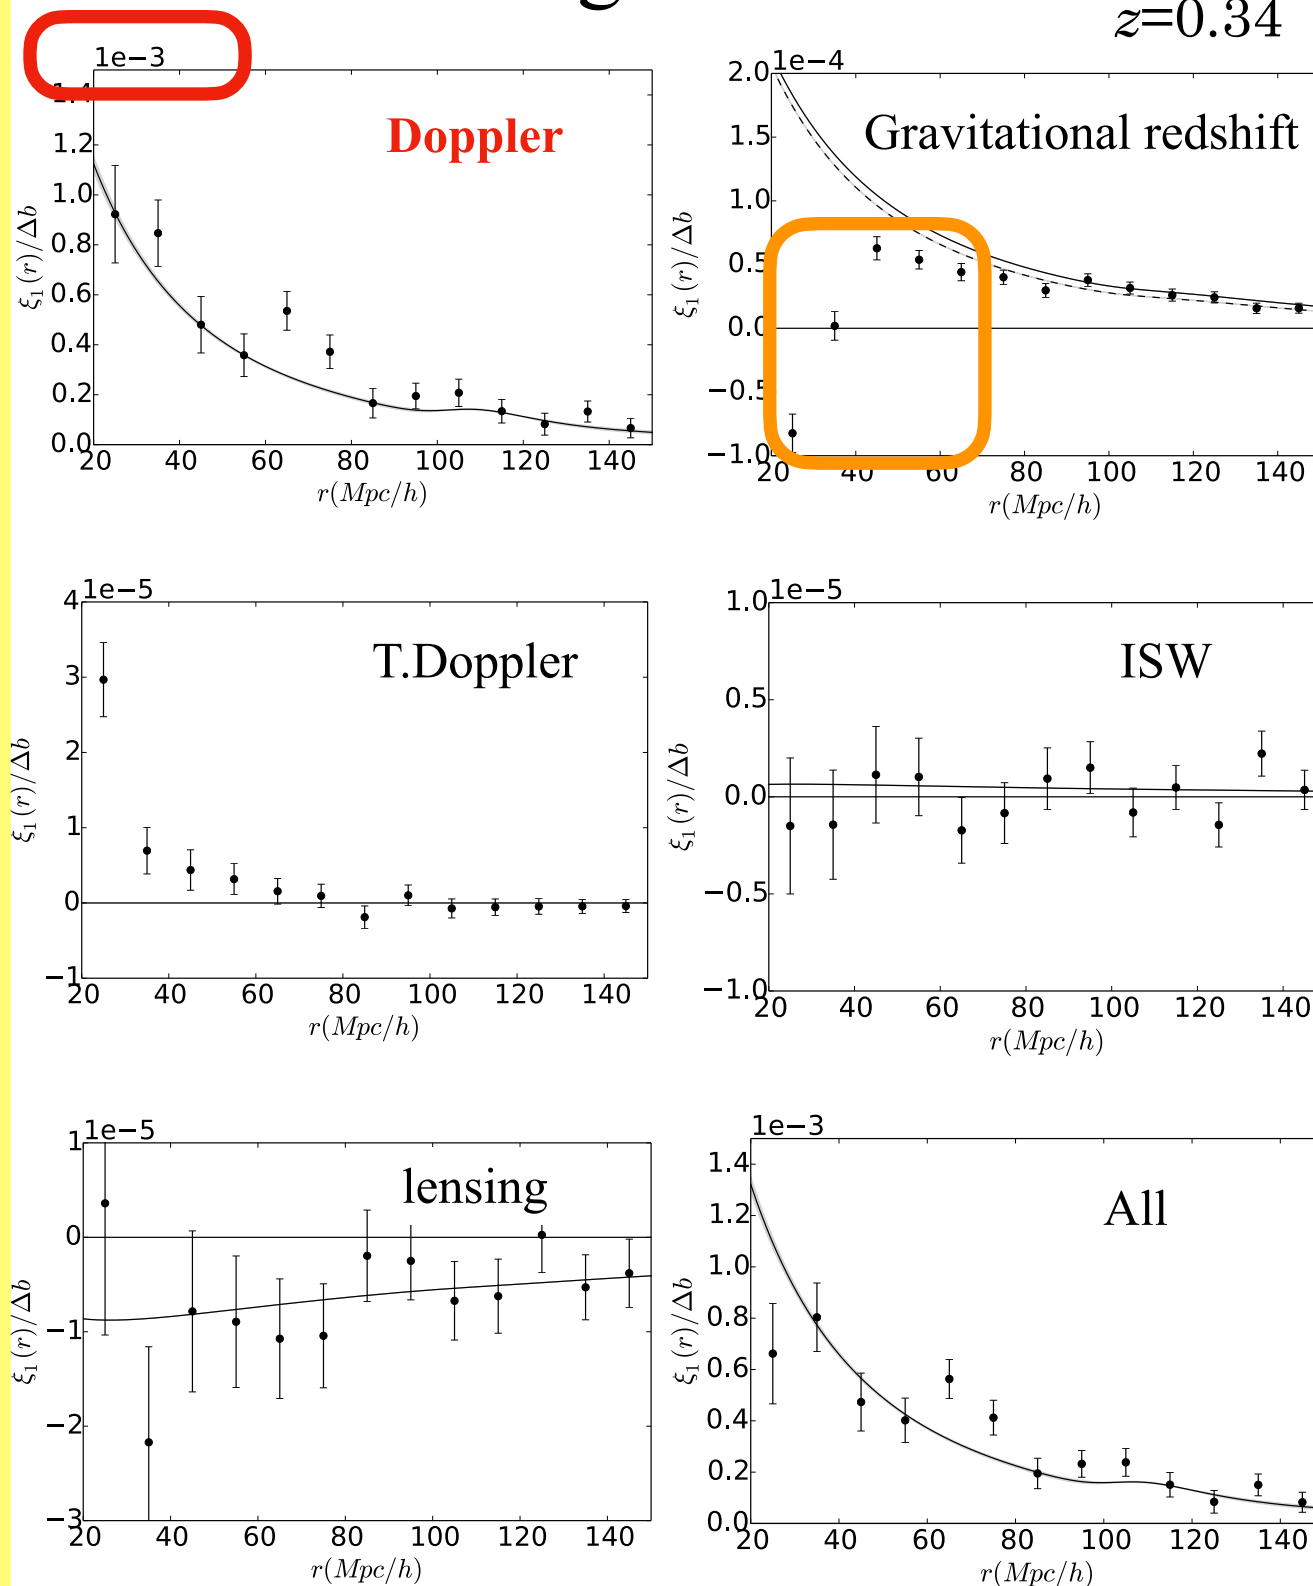 g
z=0.34
1e−3
Doppler
1.4
1.2
1.0
0.8
0.6
0.4
0.2
0.0
20 40 60 80 100 120 140
ξ₁(r)/Δb
r(Mpc/h)
1e−4
Gravitational redshift
2.0
1.5
1.0
0.5
0.0
−0.5
−1.0
20 40 60 80 100 120 140
ξ₁(r)/Δb
r(Mpc/h)
1e−5
T.Doppler
4
3
2
1
0
−1
20 40 60 80 100 120 140
ξ₁(r)/Δb
r(Mpc/h)
1e−5
ISW
1.0
0.5
0.0
−0.5
−1.0
20 40 60 80 100 120 140
ξ₁(r)/Δb
r(Mpc/h)
1e−5
lensing
1
0
−1
−2
−3
20 40 60 80 100 120 140
ξ₁(r)/Δb
r(Mpc/h)
1e−3
All
1.4
1.2
1.0
0.8
0.6
0.4
0.2
0.0
20 40 60 80 100 120 140
ξ₁(r)/Δb
r(Mpc/h)